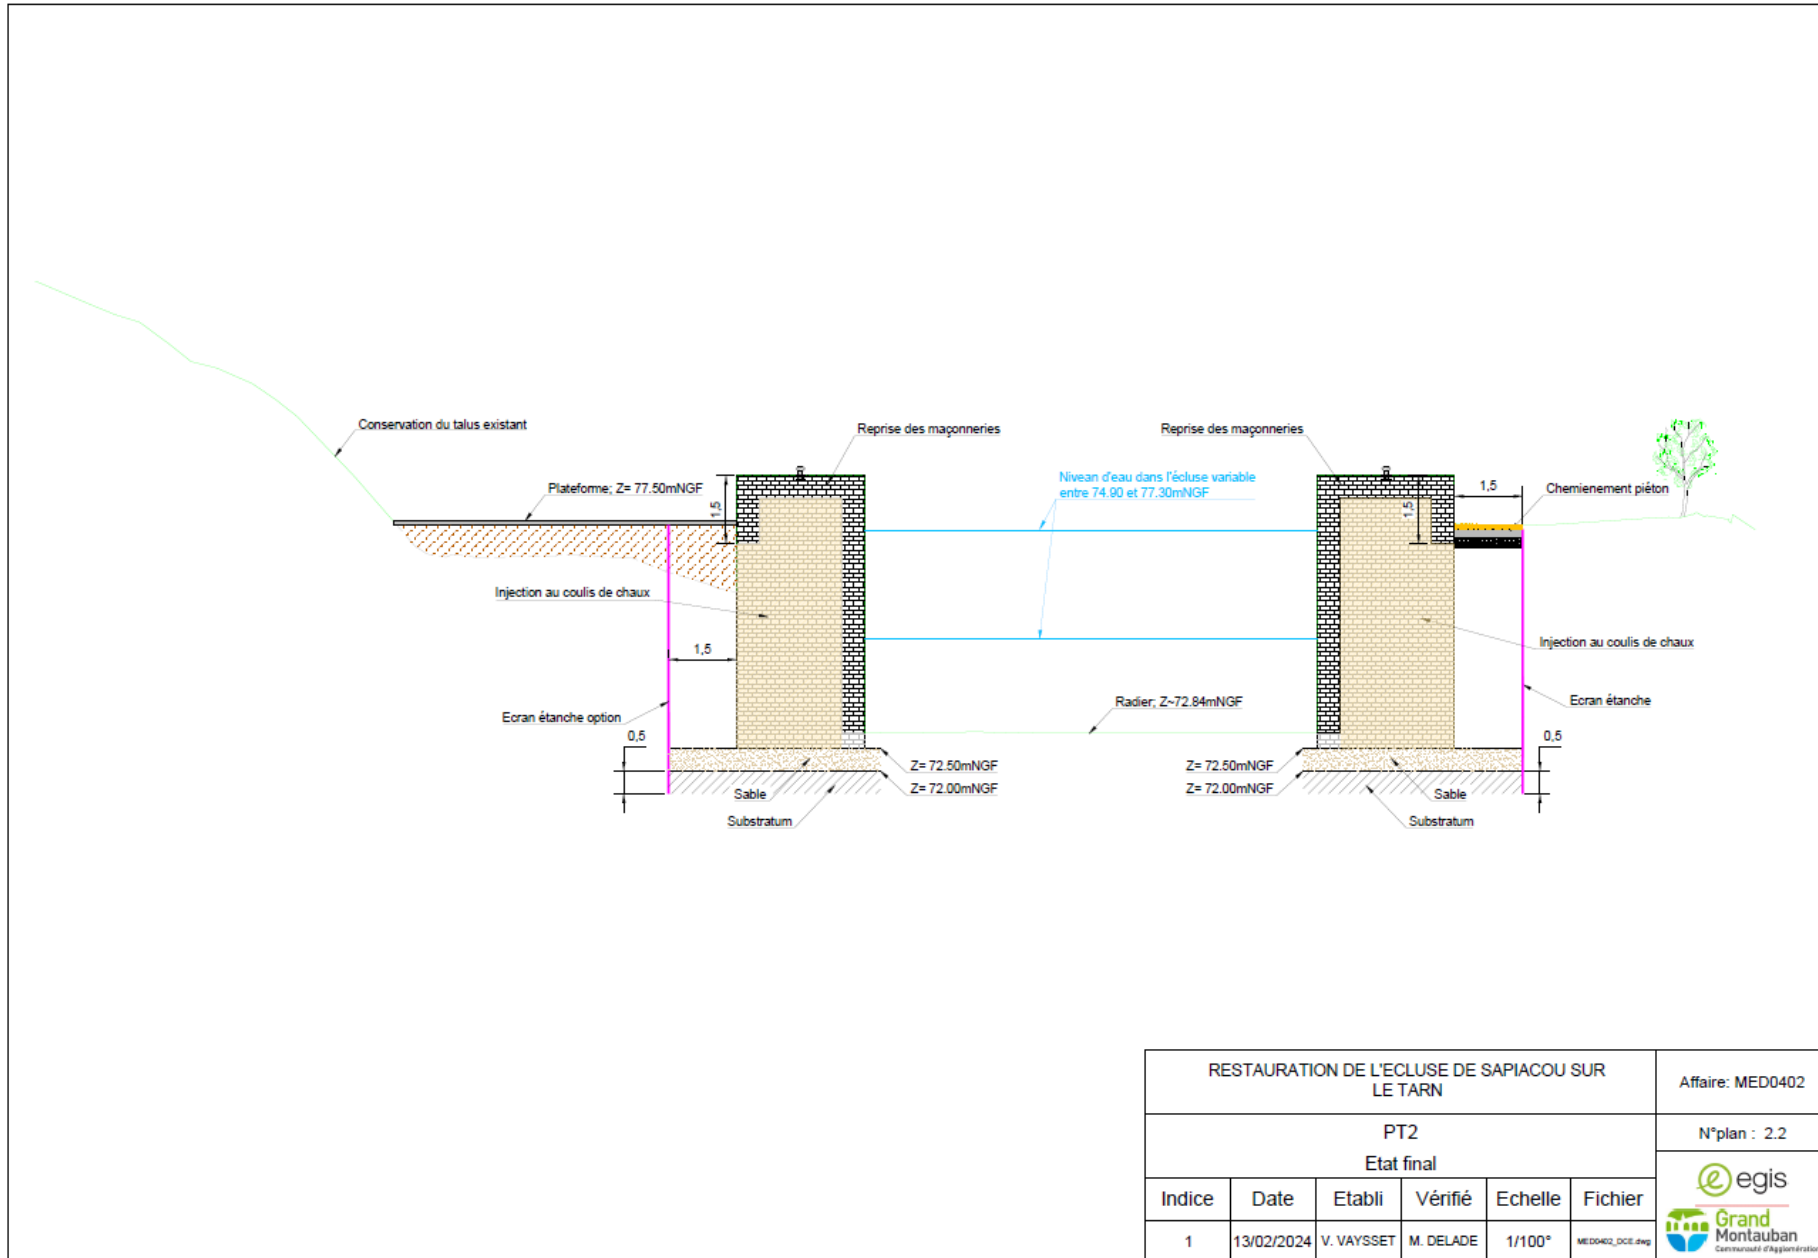 Conservation du talus existant
Reprise des maçonneries
Reprise des maçonneries
Nivean d'eau dans l'écluse variable
entre 74.90 et 77.30mNGF
Plateforme; Z= 77.50mNGF
1,5
1,5
1,5
Chemienement piéton
Injection au coulis de chaux
Injection au coulis de chaux
1,5
Ecran étanche option
Radier; Z~72.84mNGF
Ecran étanche
0,5
0,5
Z= 72.50mNGF
Z= 72.50mNGF
Z= 72.00mNGF
Z= 72.00mNGF
Sable
Sable
Substratum
Substratum
RESTAURATION DE L'ECLUSE DE SAPIACOU SUR
LE TARN
Affaire: MED0402
PT2
N°plan : 2.2
Etat final
egis
Indice Date Etabli Vérifié Echelle Fichier
1 13/02/2024 V. VAYSSET M. DELADE 1/100° MED0402_DCE.dwg
Grand
Montauban
Communauté d'Agglomération